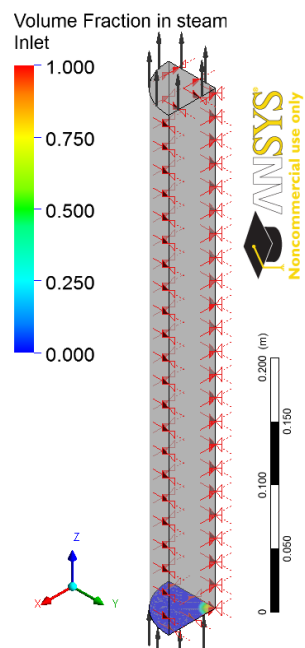 Volume Fraction in steam
Inlet
1.000
0.750
0.500
0.250
0.000
ANSYS®
Noncommercial use only
0.200 (m)
0.150
0.100
0.050
0
Z
X
Y